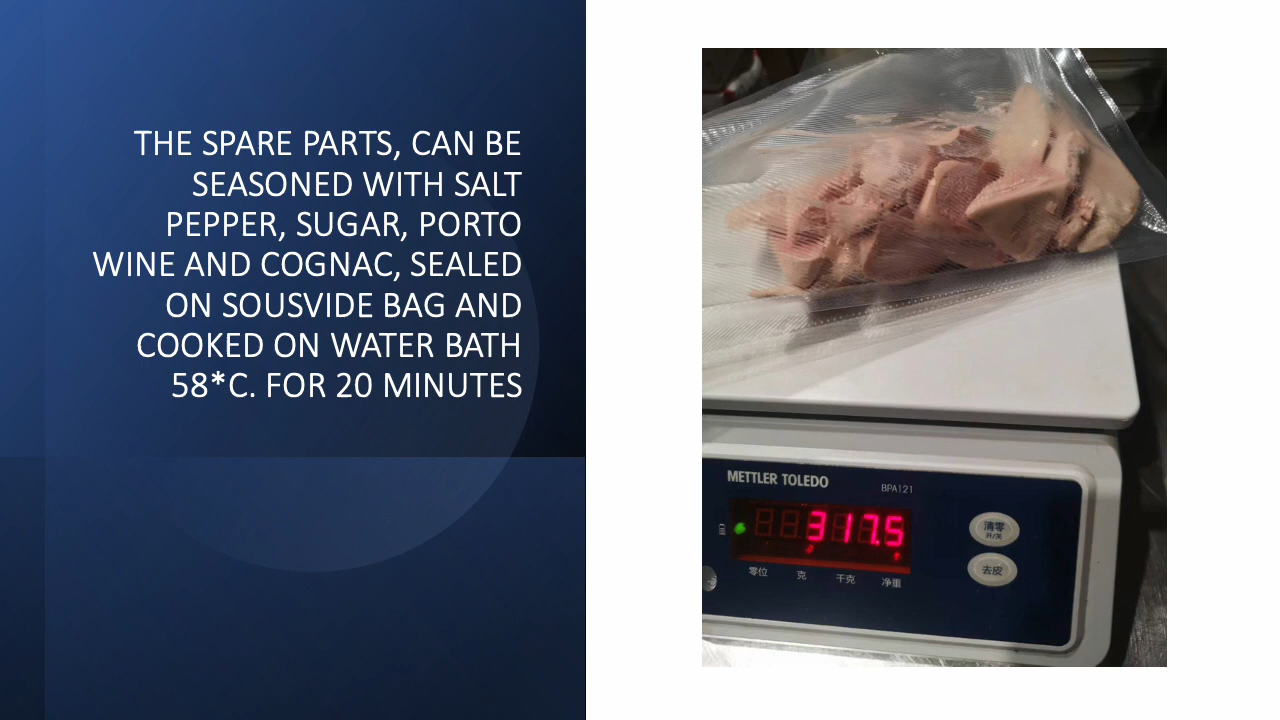 THE SPARE PARTS, CAN BE
SEASONED WITH SALT
PEPPER, SUGAR, PORTO
WINE AND COGNAC, SEALED
ON SOUSVIDE BAG AND
COOKED ON WATER BATH
58*C. FOR 20 MINUTES
METTLER TOLEDO
BPA121
317.5
清零
开/关
去皮
零位 克 千克 净重